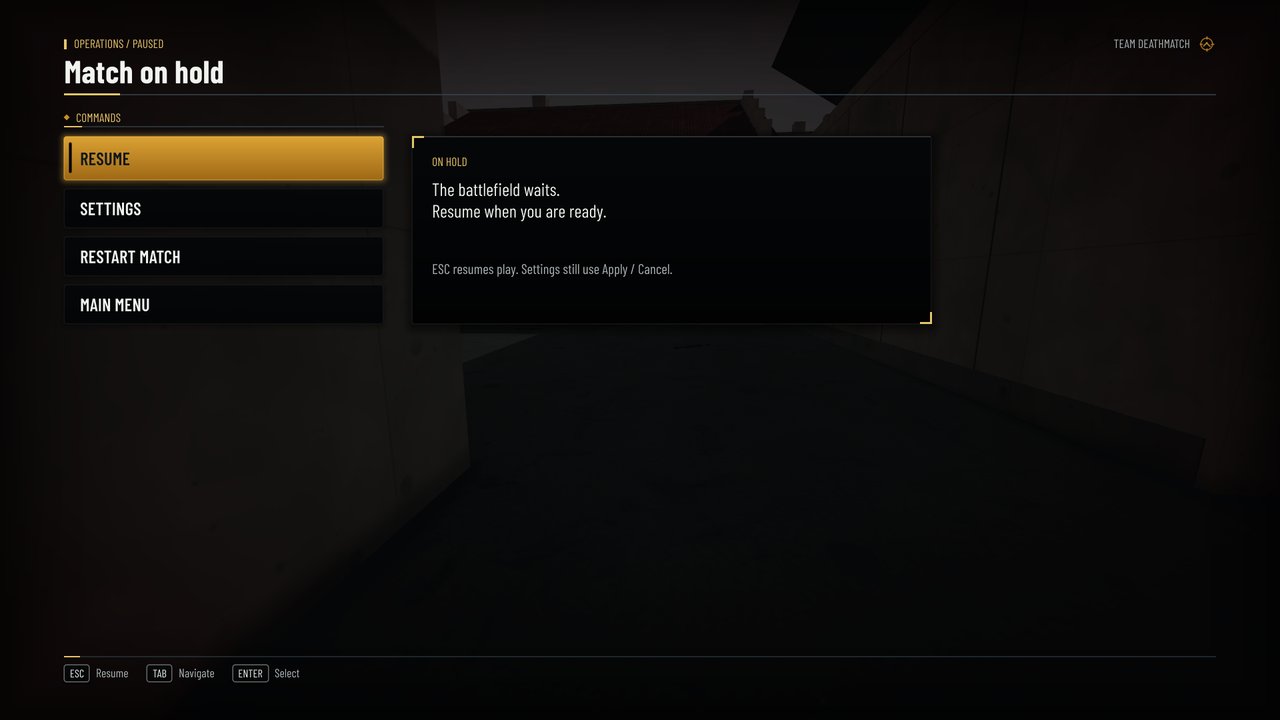 OPERATIONS / PAUSED
TEAM DEATHMATCH
Match on hold
COMMANDS
RESUME
SETTINGS
RESTART MATCH
MAIN MENU
ON HOLD
The battlefield waits.
Resume when you are ready.
ESC resumes play. Settings still use Apply / Cancel.
ESC Resume TAB Navigate ENTER Select